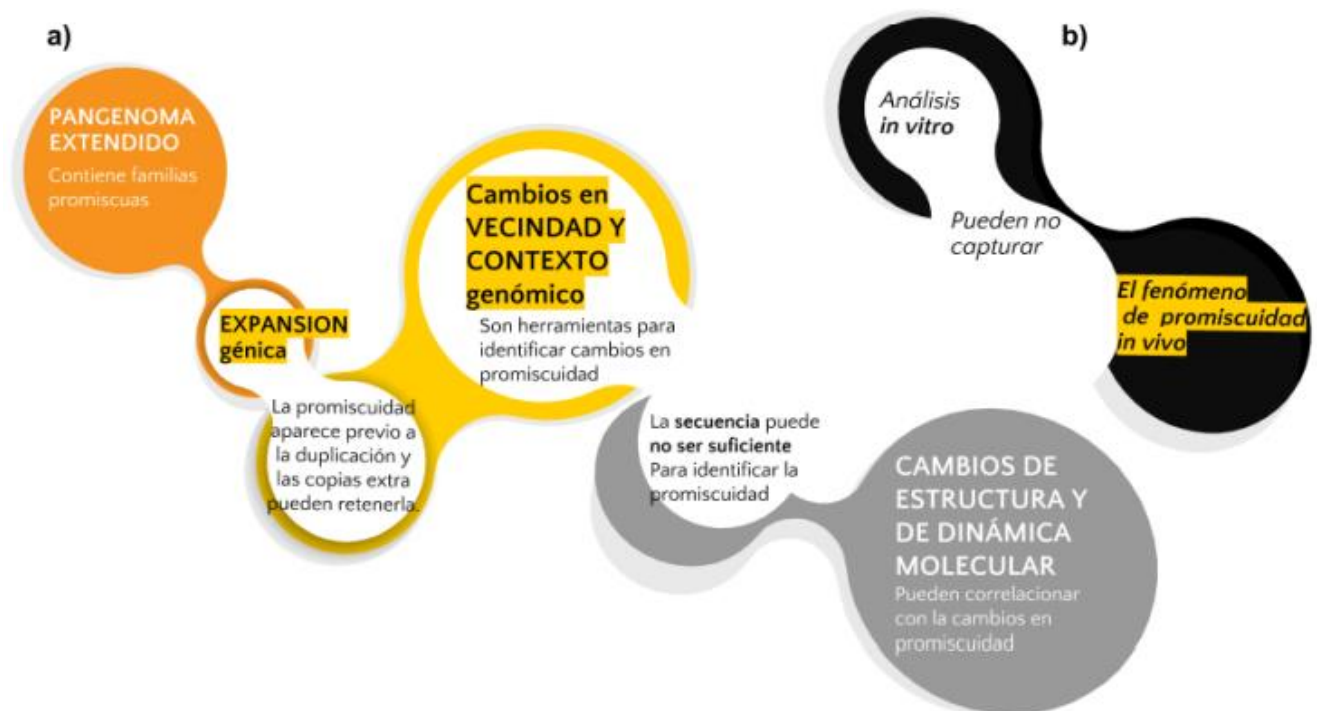 a)
PANGENOMA
EXTENDIDO
Contiene familias
promiscuas
EXPANSION
génica
La promiscuidad
aparece previo a
la duplicación y
las copias extra
pueden retenerla.
Cambios en
VECINDAD Y
CONTEXTO
genómico
Son herramientas para
identificar cambios en
promiscuidad
La secuencia puede
no ser suficiente
Para identificar la
promiscuidad
CAMBIOS DE
ESTRUCTURA Y
DE DINÁMICA
MOLECULAR
Pueden correlacionar
con la cambios en
promiscuidad
b)
Análisis
in vitro
Pueden no
capturar
El fenómeno
de promiscuidad
in vivo